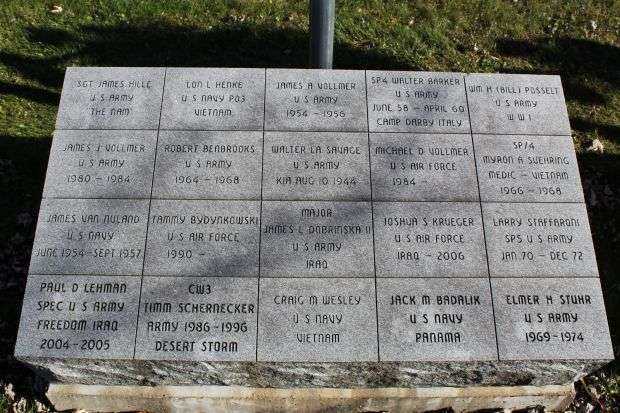 SGT JAMES HILLE
U S ARMY
THE NAM
LON L HENKE
U S NAVY PO3
VIETNAM
JAMES A VOLLMER
U S ARMY
1954 - 1956
SP4 WALTER BARKER
U S ARMY
JUNE 58 - APRIL 60
CAMP DARBY ITALY
WM H (BILL) POSSELT
U S ARMY
W W I
JAMES J VOLLMER
U S ARMY
1980 - 1984
ROBERT BENBROOKS
U S ARMY
1964 - 1968
WALTER LA SAVAGE
U S ARMY
KIA AUG 10 1944
MICHAEL D VOLLMER
U S AIR FORCE
1984 -
SP/4
MYRON A SUEHRING
MEDIC - VIETNAM
1966 - 1968
JAMES VAN NULAND
U S NAVY
JUNE 1954 - SEPT 1957
TAMMY BYDYNKOWSKI
U S AIR FORCE
1990 -
MAJOR
JAMES L DOBRINSKA II
U S ARMY
IRAQ
JOSHUA S KRUEGER
U S AIR FORCE
IRAQ - 2006
LARRY STAFFARONI
SP5 U S ARMY
JAN 70 - DEC 72
PAUL D LEHMAN
SPEC U S ARMY
FREEDOM IRAQ
2004-2005
CW3
TIMM SCHERNECKER
ARMY 1986-1996
DESERT STORM
CRAIG M WESLEY
U S NAVY
VIETNAM
JACK M BADALIK
U S NAVY
PANAMA
ELMER H STUHR
U S ARMY
1969-1974